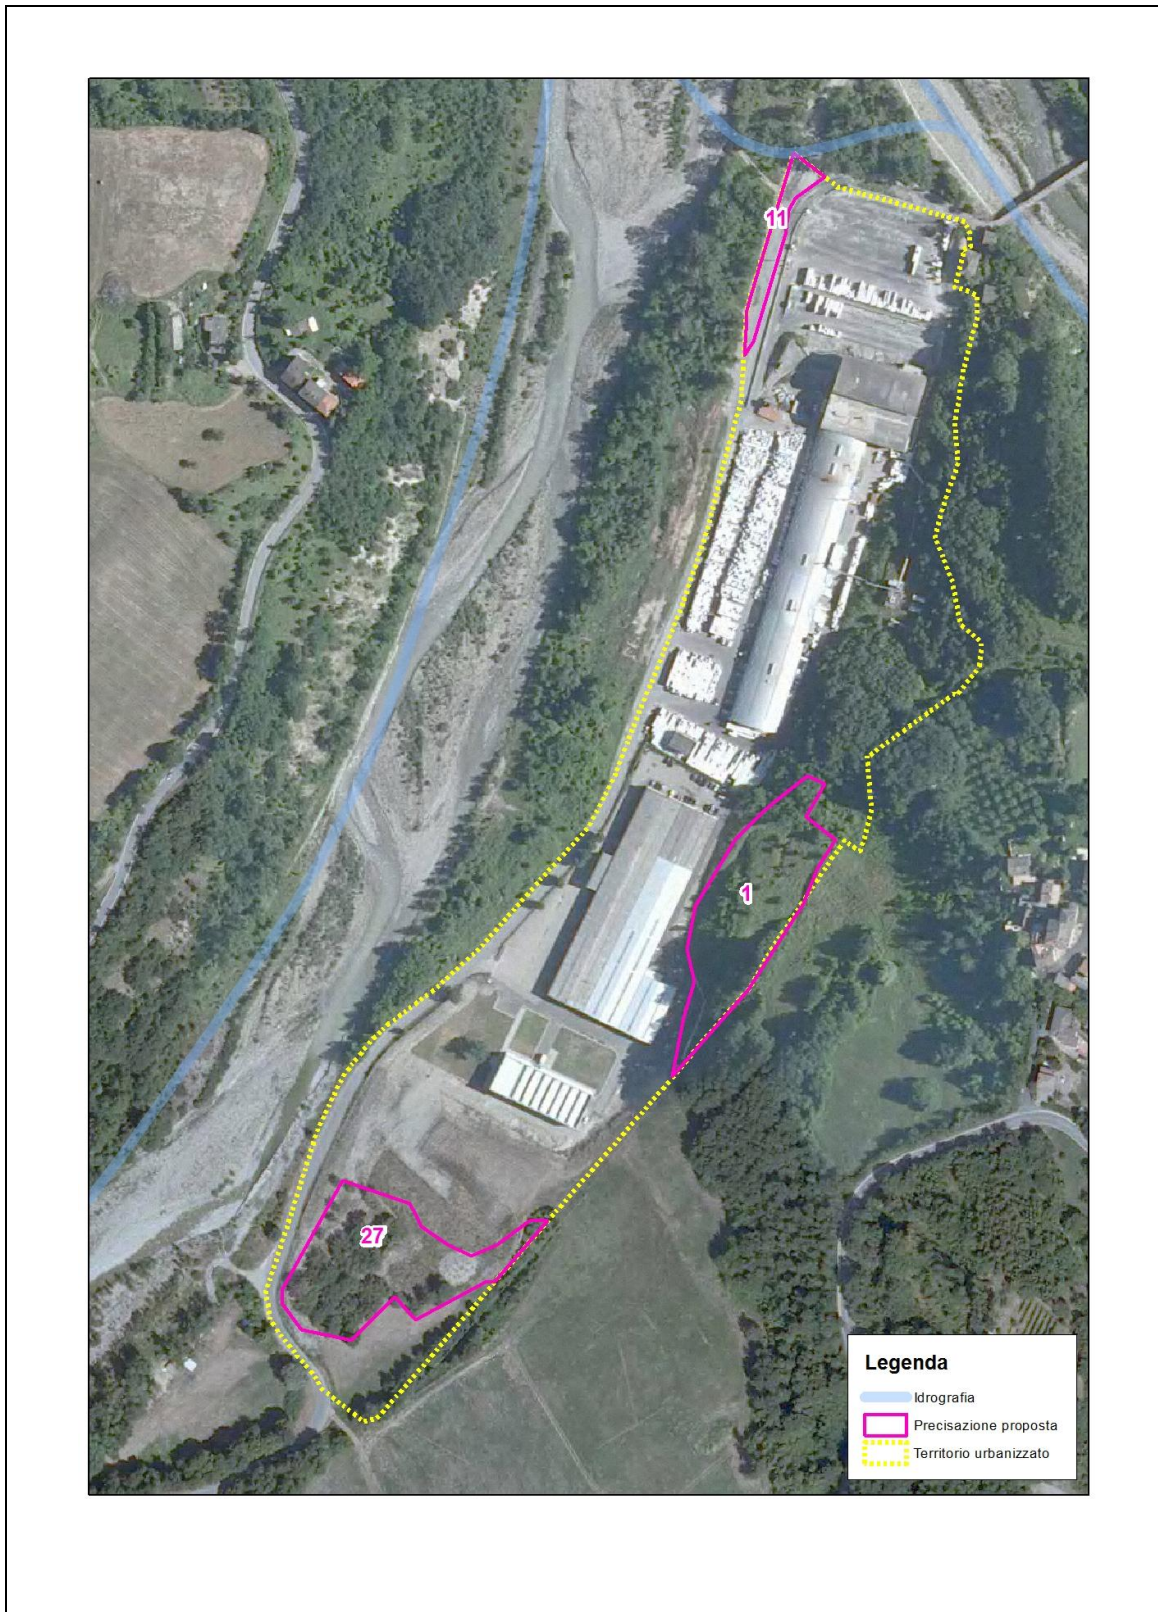 11
1
27
Legenda
Idrografia
Precisazione proposta
Territorio urbanizzato